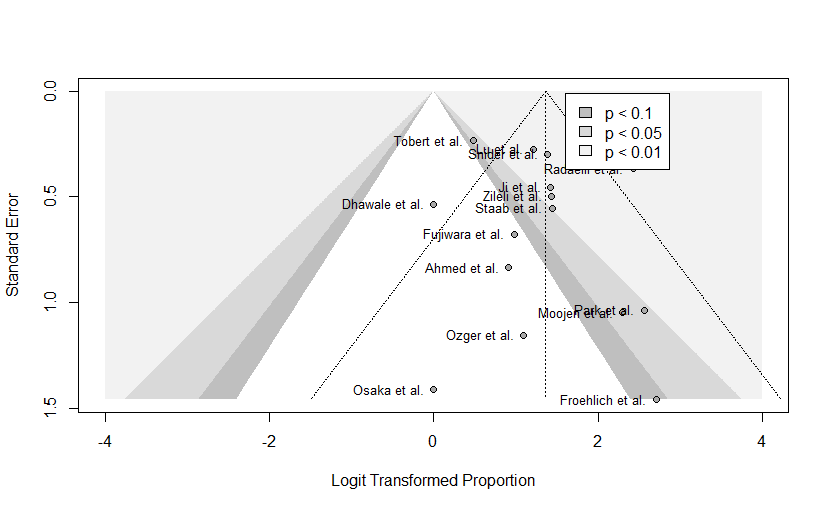 0.0
0.5
1.0
1.5
Standard Error
p < 0.1
p < 0.05
p < 0.01
Tobert et al.
Lu et al.
Snider et al.
Radaelli et al.
Ji et al.
Zileli et al.
Dhawale et al.
Staab et al.
Fujiwara et al.
Ahmed et al.
Park et al.
Moojen et al.
Ozger et al.
Osaka et al.
Froehlich et al.
-4
-2
0
2
4
Logit Transformed Proportion